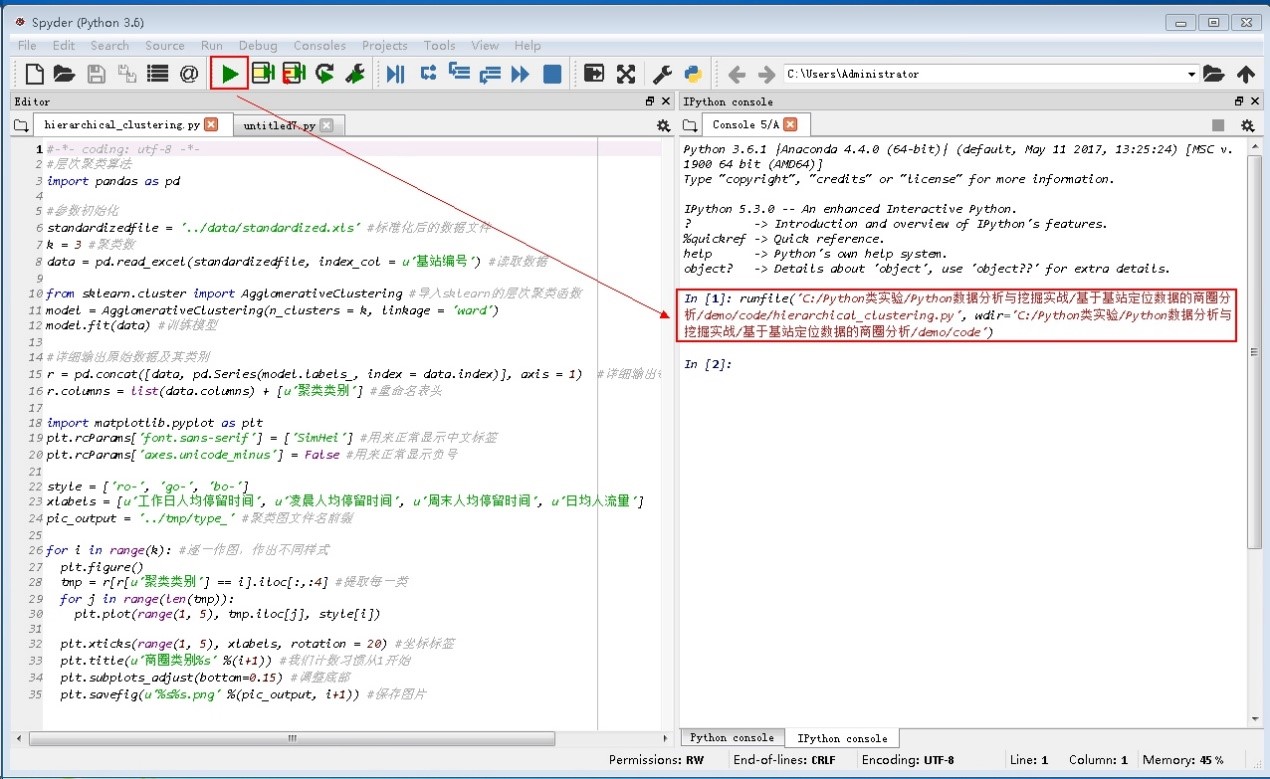 Spyder (Python 3.6)
File Edit Search Source Run Debug Consoles Projects Tools View Help
C:\Users\Administrator
Editor
hierarchical_clustering.py
untitled7.py
1 #-*- coding: utf-8 -*-
2 #层次聚类算法
3 import pandas as pd
4
5 #参数初始化
6 standardizedfile = '../data/standardized.xls' #标准化后的数据文件
7 k = 3 #聚类数
8 data = pd.read_excel(standardizedfile, index_col = u'基站编号') #读取数据
9
10 from sklearn.cluster import AgglomerativeClustering #导入sklearn的层次聚类函数
11 model = AgglomerativeClustering(n_clusters = k, linkage = 'ward')
12 model.fit(data) #训练模型
13
14 #详细输出原始数据及其类别
15 r = pd.concat([data, pd.Series(model.labels_, index = data.index)], axis = 1) #详细输出
16 r.columns = list(data.columns) + [u'聚类类别'] #重命名表头
17
18 import matplotlib.pyplot as plt
19 plt.rcParams['font.sans-serif'] = ['SimHei'] #用来正常显示中文标签
20 plt.rcParams['axes.unicode_minus'] = False #用来正常显示负号
21
22 style = ['ro-', 'go-', 'bo-']
23 xlabels = [u'工作日人均停留时间', u'凌晨人均停留时间', u'周末人均停留时间', u'日均人流量']
24 pic_output = '../tmp/type_' #聚类图文件名前缀
25
26 for i in range(k): #逐一作图，作出不同样式
27 plt.figure()
28 tmp = r[r[u'聚类类别'] == i].iloc[:,:4] #提取每一类
29 for j in range(len(tmp)):
30 plt.plot(range(1, 5), tmp.iloc[j], style[i])
31
32 plt.xticks(range(1, 5), xlabels, rotation = 20) #坐标标签
33 plt.title(u'商圈类别%s' %(i+1)) #我们计数习惯从1开始
34 plt.subplots_adjust(bottom=0.15) #调整底部
35 plt.savefig(u'%s%s.png' %(pic_output, i+1)) #保存图片
IPython console
Console 5/A
Python 3.6.1 |Anaconda 4.4.0 (64-bit)| (default, May 11 2017, 13:25:24) [MSC v.
1900 64 bit (AMD64)]
Type "copyright", "credits" or "license" for more information.
IPython 5.3.0 -- An enhanced Interactive Python.
? -> Introduction and overview of IPython's features.
%quickref -> Quick reference.
help -> Python's own help system.
object? -> Details about 'object', use 'object??' for extra details.
In [1]: runfile('C:/Python类实验/Python数据分析与挖掘实战/基于基站定位数据的商圈分
析/demo/code/hierarchical_clustering.py', wdir='C:/Python类实验/Python数据分析与
挖掘实战/基于基站定位数据的商圈分析/demo/code')
In [2]:
Python console
IPython console
Permissions: RW End-of-lines: CRLF Encoding: UTF-8 Line: 1 Column: 1 Memory: 45 %